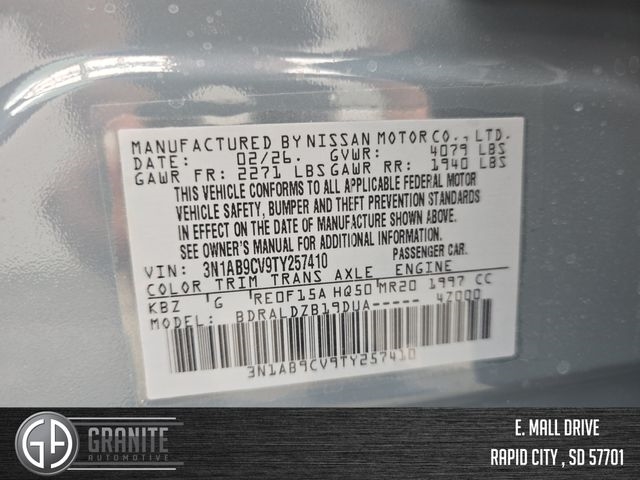 MANUFACTURED BY NISSAN MOTOR CO., LTD.
DATE: 02/26. GVWR: 4079 LBS
GAWR FR: 2271 LBS GAWR RR: 1940 LBS
THIS VEHICLE CONFORMS TO ALL APPLICABLE FEDERAL MOTOR
VEHICLE SAFETY, BUMPER AND THEFT PREVENTION STANDARDS
IN EFFECT ON THE DATE OF MANUFACTURE SHOWN ABOVE.
SEE OWNER'S MANUAL FOR ADDITIONAL INFORMATION.
VIN: 3N1AB9CV9TY257410 PASSENGER CAR.
COLOR TRIM TRANS AXLE ENGINE
KBZ G RE0F15A HQ50 MR20 1997 CC
MODEL: BDRALDZB19DUA----- 4Z000
3N1AB9CV9TY257410
GA GRANITE
AUTOMOTIVE
E. MALL DRIVE
RAPID CITY , SD 57701